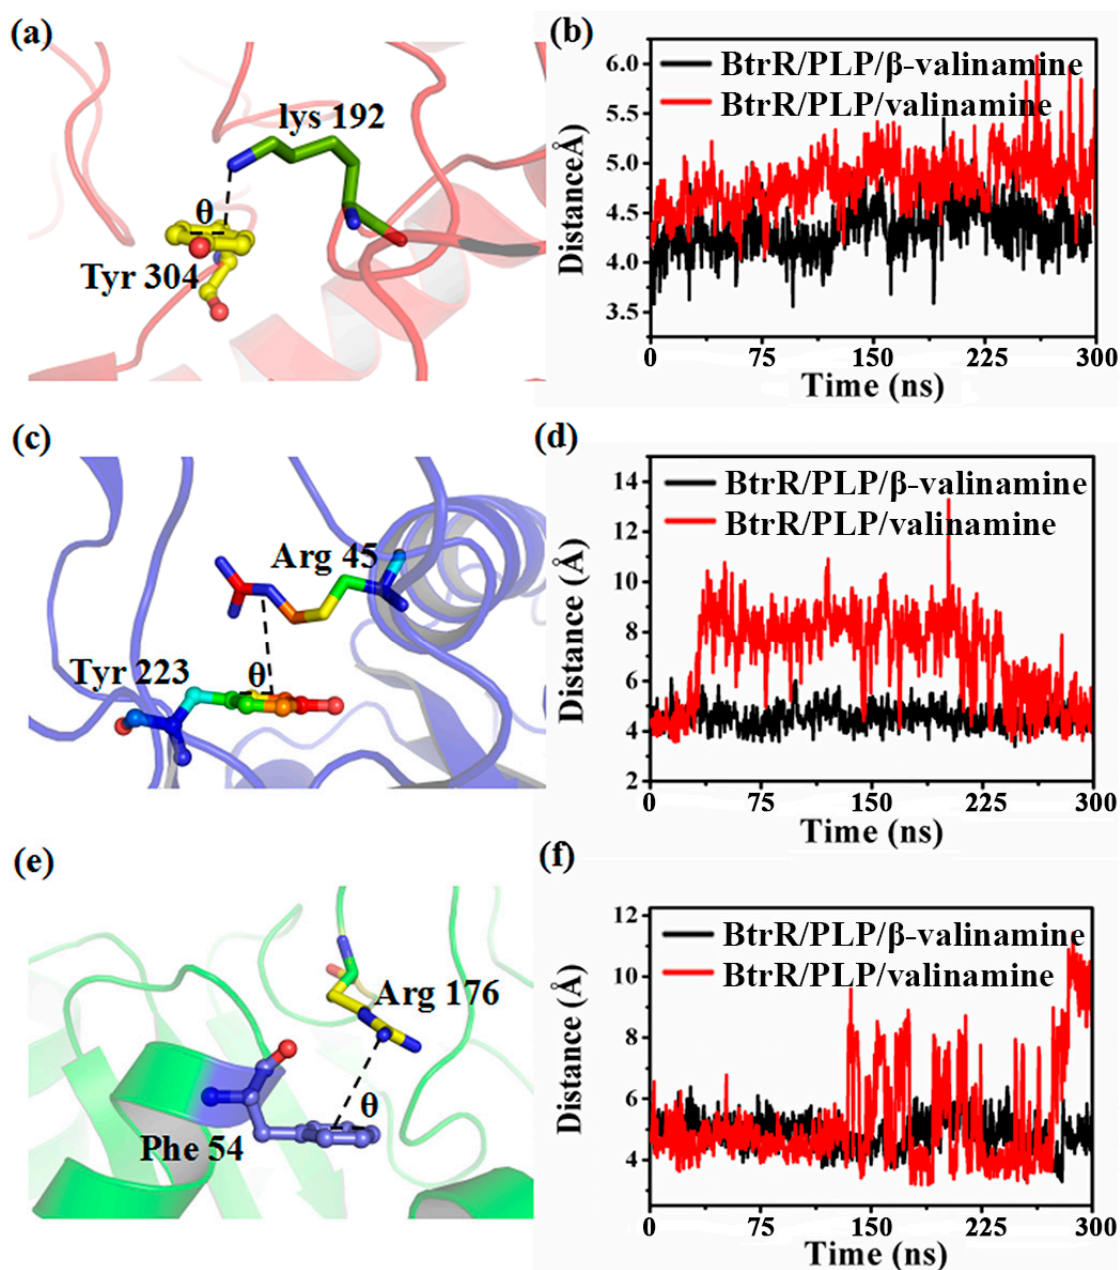 (a)
lys 192
θ
Tyr 304
(b)
BtrR/PLP/β-valinamine
BtrR/PLP/valinamine
DistanceÅ
6.0
5.5
5.0
4.5
4.0
3.5
0 75 150 225 300
Time (ns)
(c)
Arg 45
Tyr 223
θ
(d)
BtrR/PLP/β-valinamine
BtrR/PLP/valinamine
Distance (Å)
14
12
10
8
6
4
2
0 75 150 225 300
Time (ns)
(e)
Arg 176
θ
Phe 54
(f)
BtrR/PLP/β-valinamine
BtrR/PLP/valinamine
Distance (Å)
12
10
8
6
4
0 75 150 225 300
Time (ns)